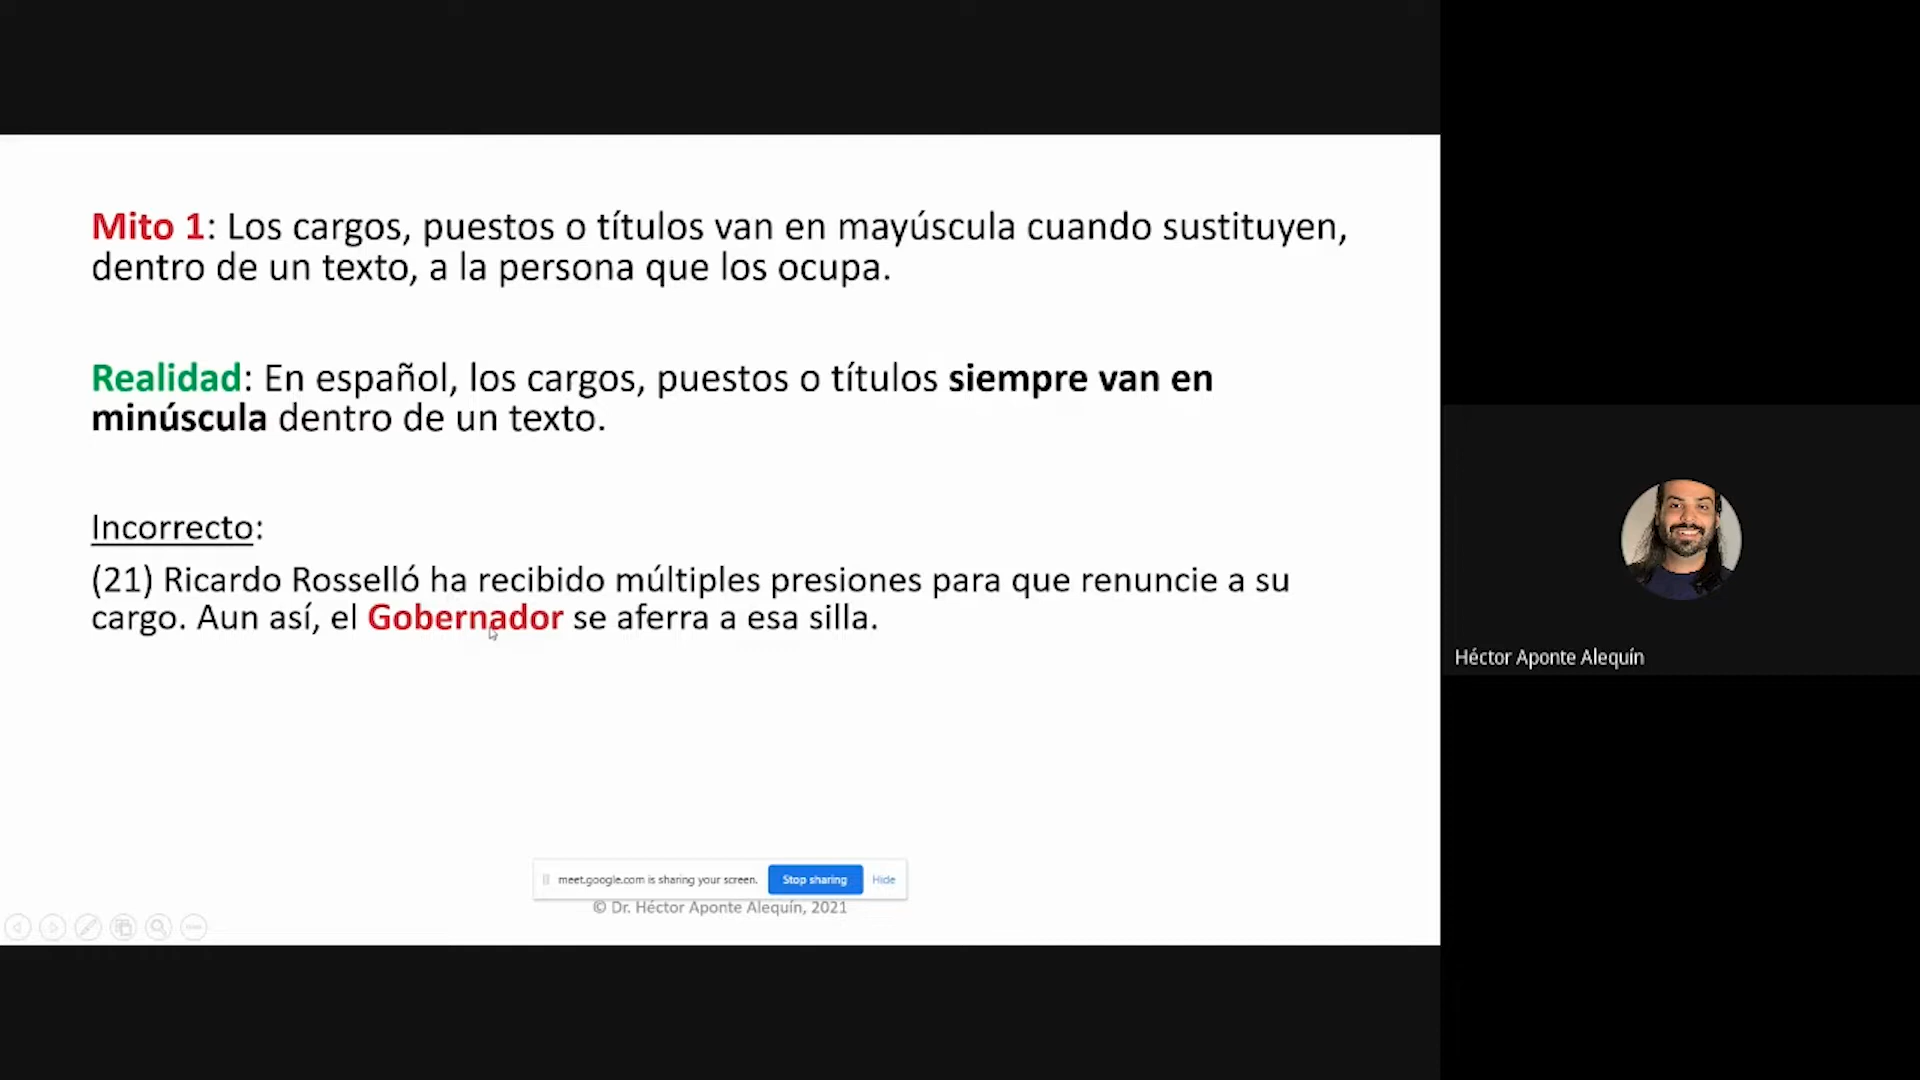 Mito 1: Los cargos, puestos o títulos van en mayúscula cuando sustituyen,
dentro de un texto, a la persona que los ocupa.
Realidad: En español, los cargos, puestos o títulos siempre van en
minúscula dentro de un texto.
Incorrecto:
(21) Ricardo Rosselló ha recibido múltiples presiones para que renuncie a su
cargo. Aun así, el Gobernador se aferra a esa silla.
meet.google.com is sharing your screen. Stop sharing Hide
© Dr. Héctor Aponte Alequín, 2021
Héctor Aponte Alequín